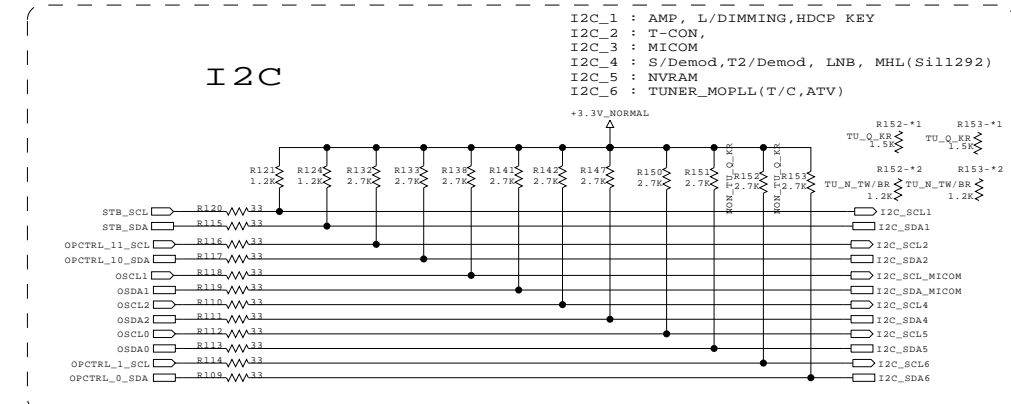 I2C_1 : AMP, L/DIMMING,HDCP KEY
I2C_2 : T-CON,
I2C_3 : MICOM
I2C_4 : S/Demod,T2/Demod, LNB, MHL(Sil1292)
I2C_5 : NVRAM
I2C_6 : TUNER_MOPLL(T/C,ATV)
I2C
+3.3V_NORMAL
R152-*1
TU_Q_KR
1.5K
R153-*1
TU_Q_KR
1.5K
R152-*2
TU_N_TW/BR
1.2K
R153-*2
TU_N_TW/BR
1.2K
R121
1.2K
R124
1.2K
R132
2.7K
R133
2.7K
R138
2.7K
R141
2.7K
R142
2.7K
R147
2.7K
R150
2.7K
R151
2.7K
NON_TU_Q_KR
R152
2.7K
NON_TU_Q_KR
R153
2.7K
STB_SCL R120 33 I2C_SCL1
STB_SDA R115 33 I2C_SDA1
OPCTRL_11_SCL R116 33 I2C_SCL2
OPCTRL_10_SDA R117 33 I2C_SDA2
OSCL1 R118 33 I2C_SCL_MICOM
OSDA1 R119 33 I2C_SDA_MICOM
OSCL2 R110 33 I2C_SCL4
OSDA2 R111 33 I2C_SDA4
OSCL0 R112 33 I2C_SCL5
OSDA0 R113 33 I2C_SDA5
OPCTRL_1_SCL R114 33 I2C_SCL6
OPCTRL_0_SDA R109 33 I2C_SDA6